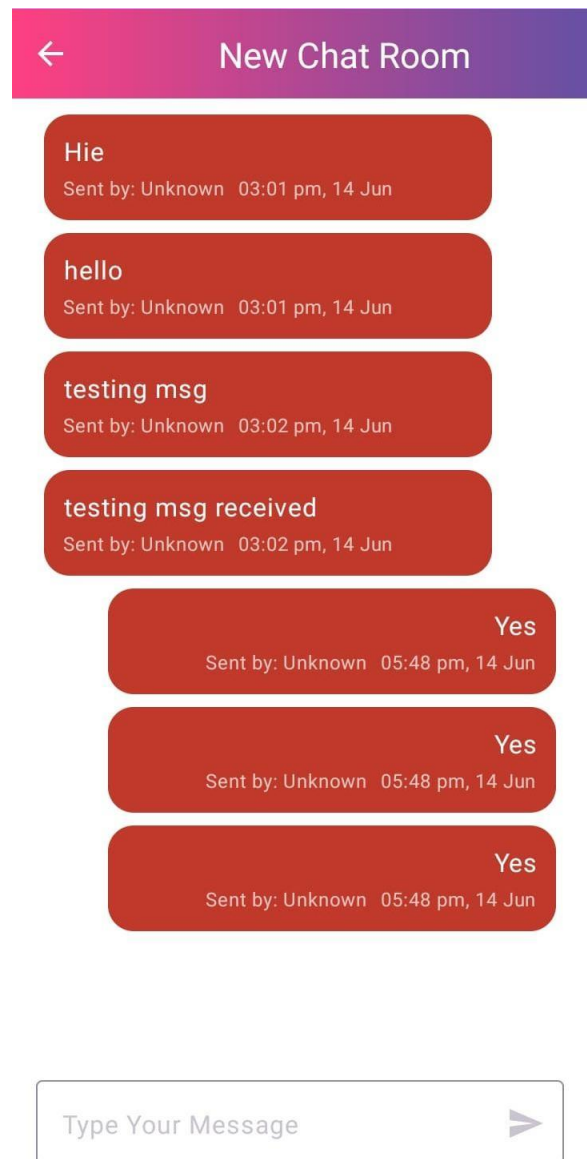 New Chat Room
Hie
Sent by: Unknown 03:01 pm, 14 Jun
hello
Sent by: Unknown 03:01 pm, 14 Jun
testing msg
Sent by: Unknown 03:02 pm, 14 Jun
testing msg received
Sent by: Unknown 03:02 pm, 14 Jun
Yes
Sent by: Unknown 05:48 pm, 14 Jun
Yes
Sent by: Unknown 05:48 pm, 14 Jun
Yes
Sent by: Unknown 05:48 pm, 14 Jun
Type Your Message